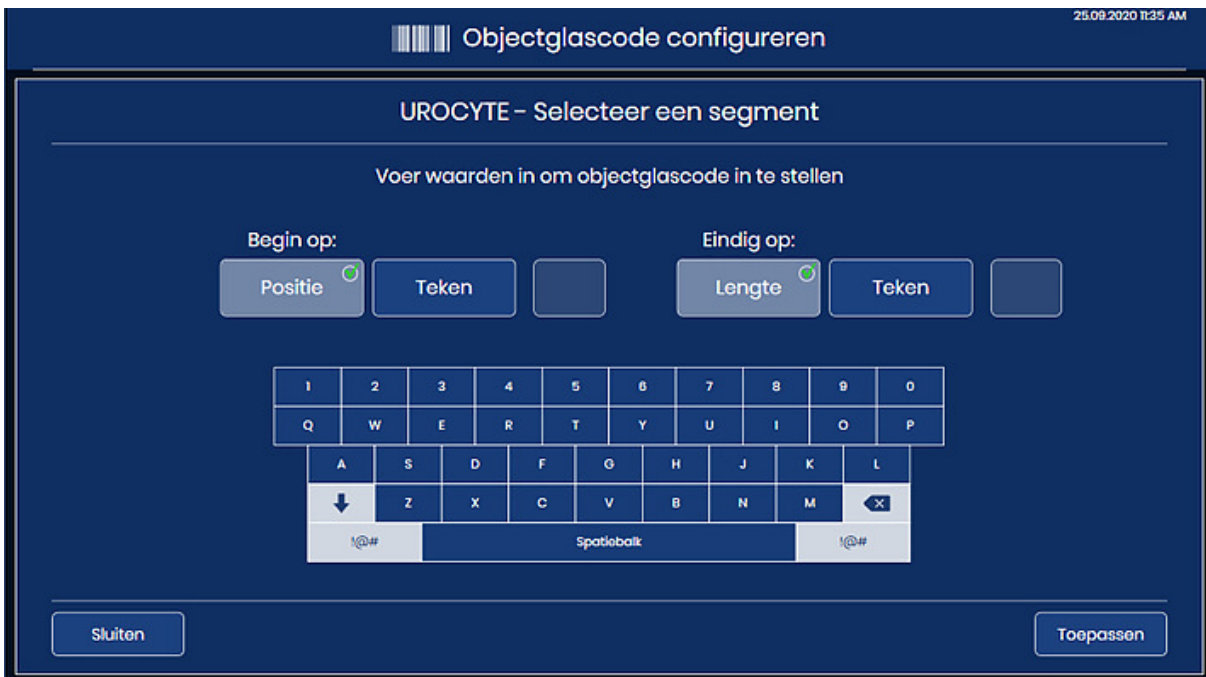 25.09.2020 11:35 AM
Objectglascode configureren
UROCYTE - Selecteer een segment
Voer waarden in om objectglascode in te stellen
Begin op: Eindig op:
Positie Teken Lengte Teken
1 2 3 4 5 6 7 8 9 0
Q W E R T Y U I O P
A S D F G H J K L
Z X C V B N M
!@# Spatiebalk !@#
Sluiten Toepassen